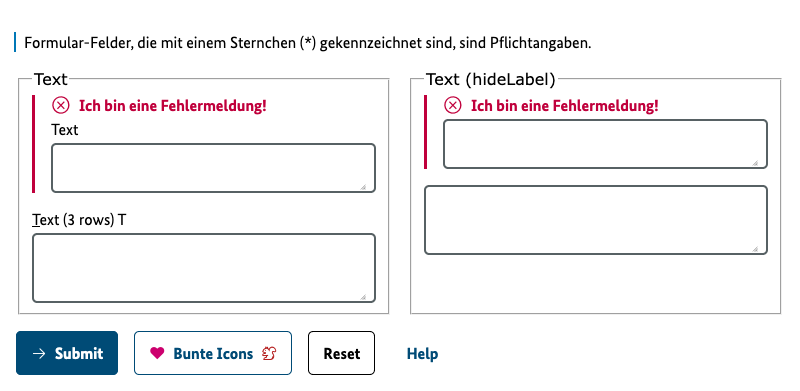 Formular-Felder, die mit einem Sternchen (*) gekennzeichnet sind, sind Pflichtangaben.
Text
Ich bin eine Fehlermeldung!
Text
Text (3 rows) T
Text (hideLabel)
Ich bin eine Fehlermeldung!
Submit
Bunte Icons
Reset
Help